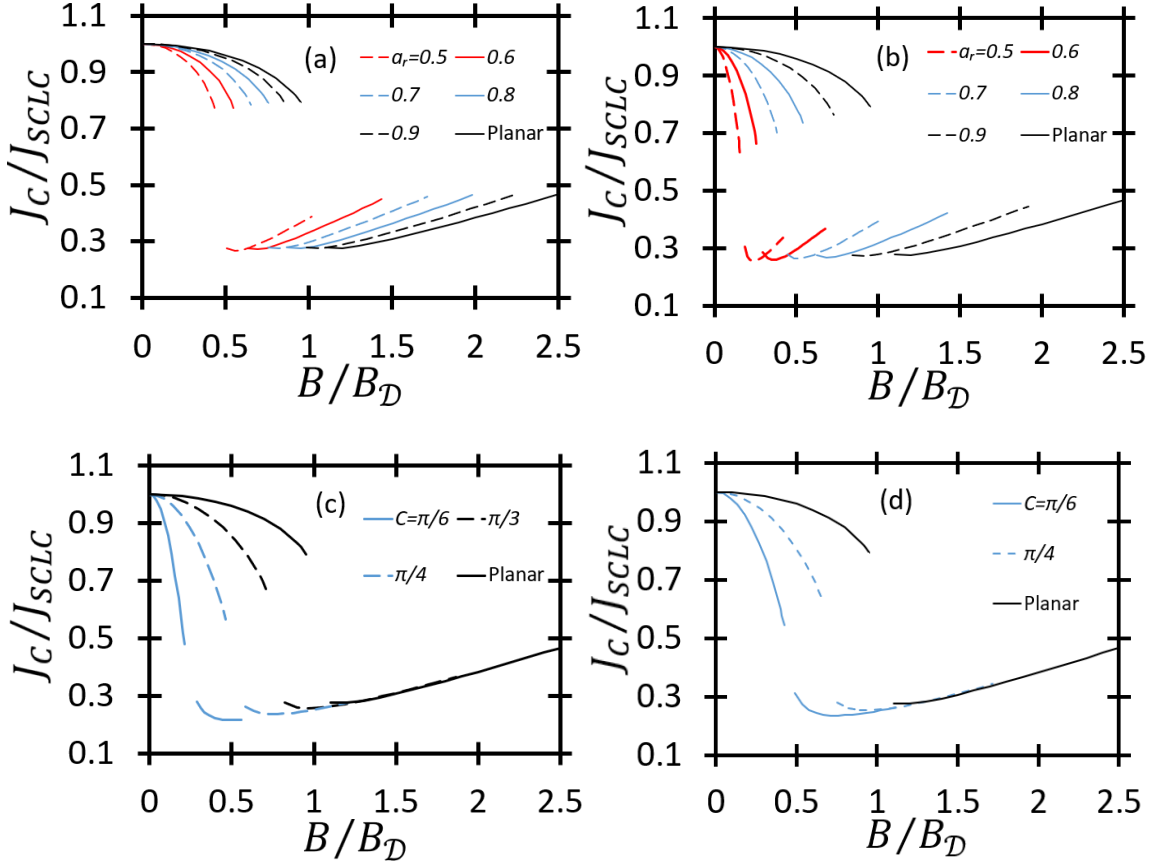 1.1
0.9
0.7
0.5
0.3
0.1
J_C/J_SCLC
(a)
α_r=0.5
0.6
0.7
0.8
0.9
Planar
0
0.5
1
1.5
2
2.5
B/B_𝒟
1.1
0.9
0.7
0.5
0.3
0.1
J_C/J_SCLC
(b)
α_r=0.5
0.6
0.7
0.8
0.9
Planar
0
0.5
1
1.5
2
2.5
B/B_𝒟
1.1
0.9
0.7
0.5
0.3
0.1
J_C/J_SCLC
(c)
C=π/6
π/3
π/4
Planar
0
0.5
1
1.5
2
2.5
B/B_𝒟
1.1
0.9
0.7
0.5
0.3
0.1
J_C/J_SCLC
(d)
C=π/6
π/4
Planar
0
0.5
1
1.5
2
2.5
B/B_𝒟